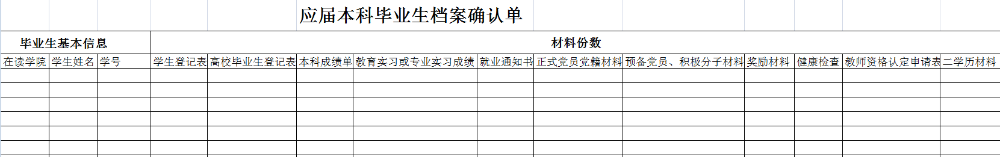 应届本科毕业生档案确认单
毕业生基本信息 材料份数
在读学院 学生姓名 学号 学生登记表 高校毕业生登记表 本科成绩单 教育实习或专业实习成绩 就业通知书 正式党员党籍材料 预备党员、积极分子材料 奖励材料 健康检查 教师资格认定申请表 二学历材料